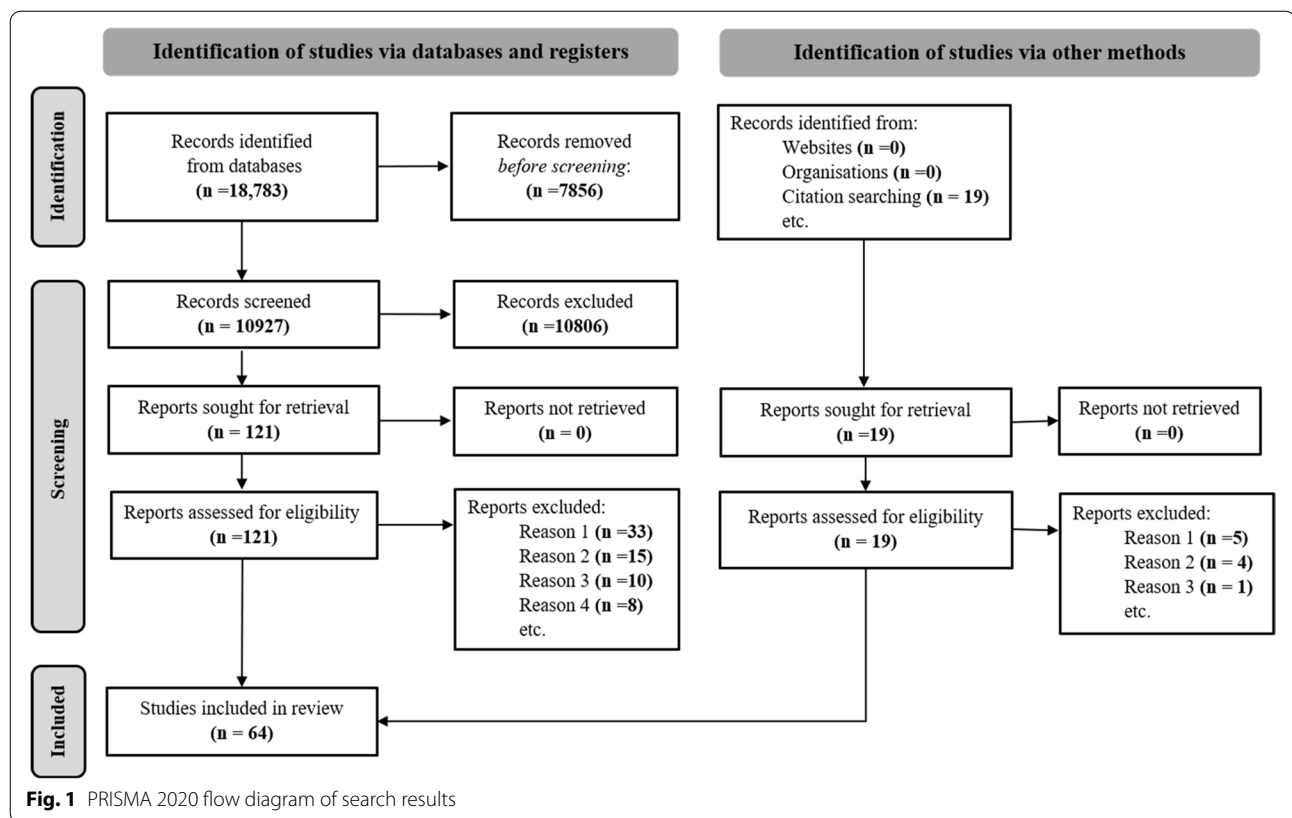 Identification of studies via databases and registers
Identification of studies via other methods
Identification
Records identified
from databases
(n =18,783)
Records removed
before screening:
(n =7856)
Records identified from:
Websites (n =0)
Organisations (n =0)
Citation searching (n = 19)
etc.
Screening
Records screened
(n = 10927)
Records excluded
(n =10806)
Reports sought for retrieval
(n = 121)
Reports not retrieved
(n = 0)
Reports sought for retrieval
(n =19)
Reports not retrieved
(n =0)
Reports assessed for eligibility
(n =121)
Reports excluded:
Reason 1 (n =33)
Reason 2 (n =15)
Reason 3 (n =10)
Reason 4 (n =8)
etc.
Reports assessed for eligibility
(n = 19)
Reports excluded:
Reason 1 (n =5)
Reason 2 (n = 4)
Reason 3 (n = 1)
etc.
Included
Studies included in review
(n = 64)
Fig. 1 PRISMA 2020 flow diagram of search results